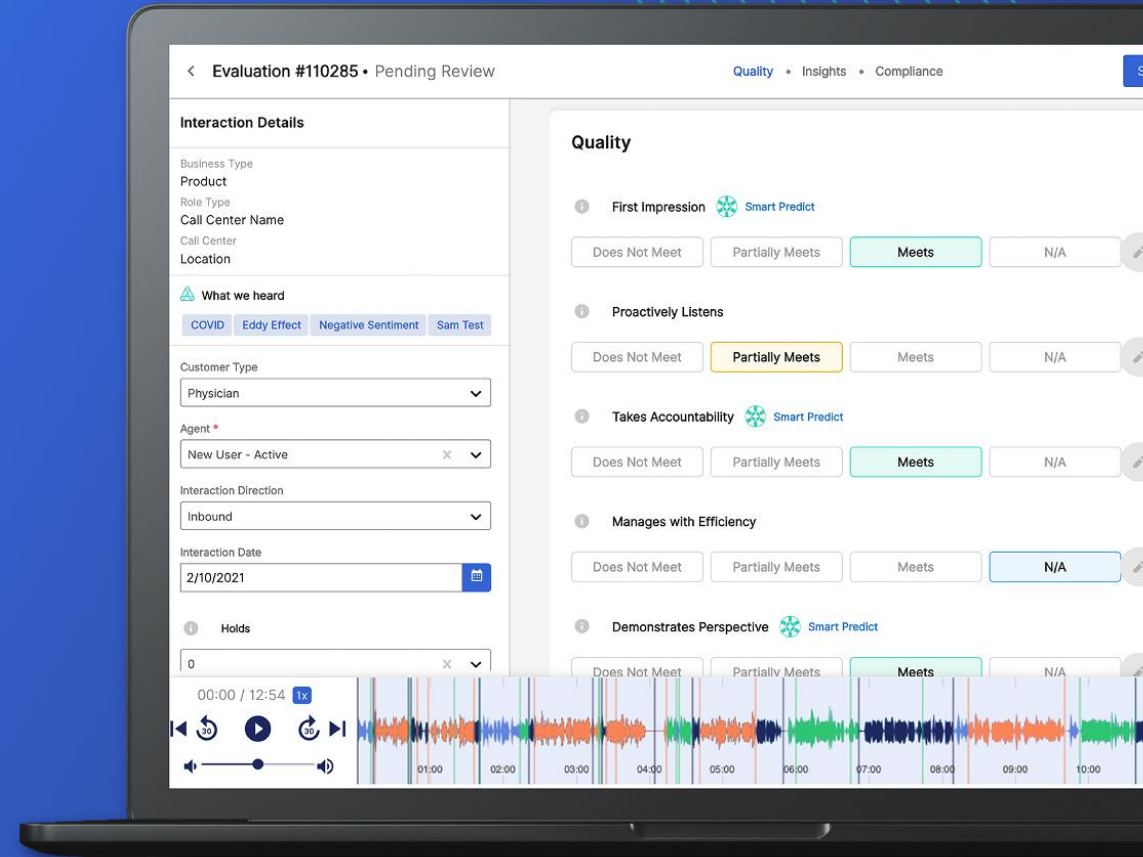 Evaluation #110285 • Pending Review
Quality • Insights • Compliance
Interaction Details
Business Type
Product
Role Type
Call Center Name
Call Center
Location
What we heard
COVID Eddy Effect Negative Sentiment Sam Test
Customer Type
Physician
Agent *
New User - Active
Interaction Direction
Inbound
Interaction Date
2/10/2021
Holds
0
Quality
First Impression Smart Predict
Does Not Meet Partially Meets Meets N/A
Proactively Listens
Does Not Meet Partially Meets Meets N/A
Takes Accountability Smart Predict
Does Not Meet Partially Meets Meets N/A
Manages with Efficiency
Does Not Meet Partially Meets Meets N/A
Demonstrates Perspective Smart Predict
Does Not Meet Partially Meets Meets N/A
00:00 / 12:54 1x
30 30
01:00 02:00 03:00 04:00 05:00 06:00 07:00 08:00 09:00 10:00